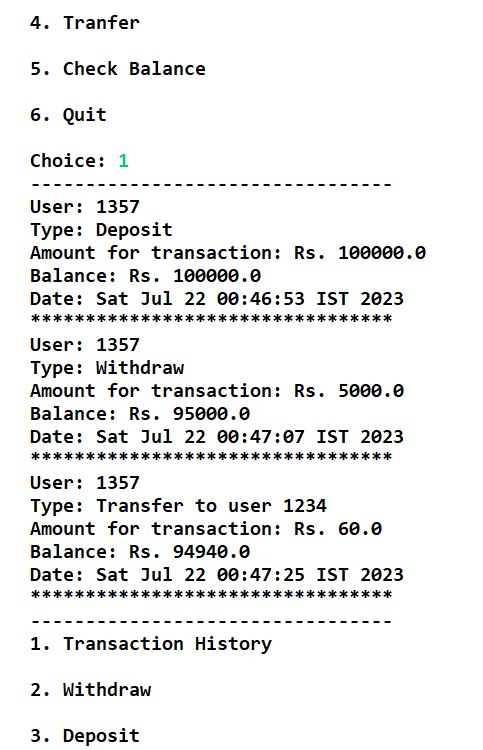 4. Tranfer
5. Check Balance
6. Quit
Choice: 1
---------------------------------
User: 1357
Type: Deposit
Amount for transaction: Rs. 100000.0
Balance: Rs. 100000.0
Date: Sat Jul 22 00:46:53 IST 2023
*********************************
User: 1357
Type: Withdraw
Amount for transaction: Rs. 5000.0
Balance: Rs. 95000.0
Date: Sat Jul 22 00:47:07 IST 2023
*********************************
User: 1357
Type: Transfer to user 1234
Amount for transaction: Rs. 60.0
Balance: Rs. 94940.0
Date: Sat Jul 22 00:47:25 IST 2023
*********************************
---------------------------------
1. Transaction History
2. Withdraw
3. Deposit